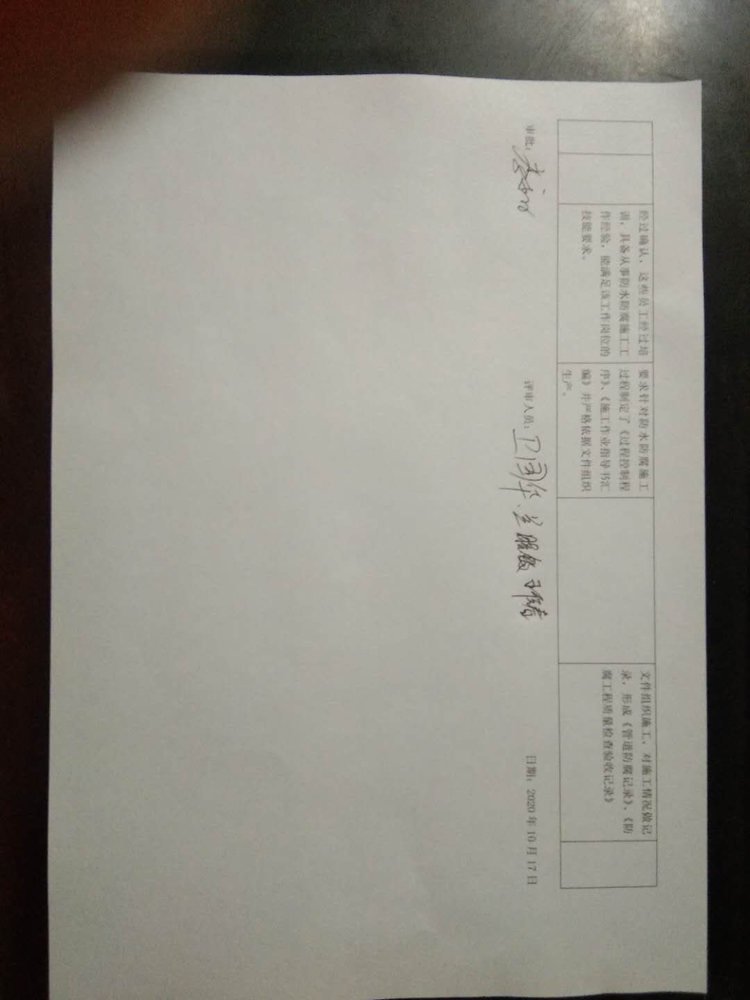 经过确认，这些员工经过培
训，具备从事防水防腐施工工
作经验，能满足该工作岗位的
技能要求。
要求针对防水防腐施工
过程制定了《过程控制程
序》、《施工作业指导书汇
编》并严格依据文件组织
生产。
文件组织施工，对施工情况做记
录，形成《管道防腐记录》、《防
腐工程质量检查验收记录》
审批：
评审人员：卫国华、兰
日期：2020年10月17日